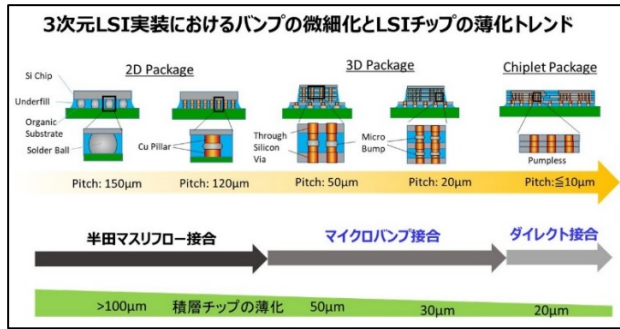 3次元LSI実装におけるバンプの微細化とLSIチップの薄化トレンド
2D Package
3D Package
Chiplet Package
Si Chip
Underfill
Organic
Substrate
Solder Ball
Cu Pillar
Through
Silicon
Via
Micro
Bump
Pumpless
Pitch: 150μm
Pitch: 120μm
Pitch: 50μm
Pitch: 20μm
Pitch:≦10μm
半田マスリフロー接合
マイクロバンプ接合
ダイレクト接合
>100μm
積層チップの薄化
50μm
30μm
20μm